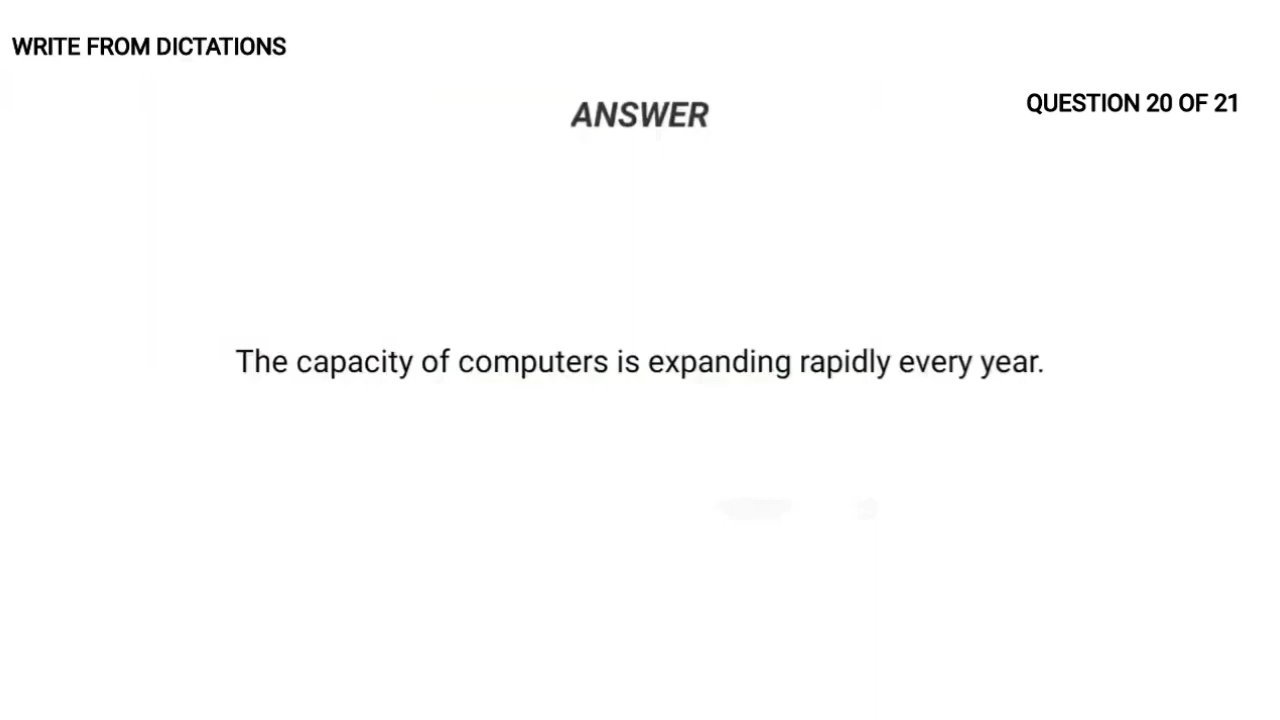 WRITE FROM DICTATIONS
ANSWER
QUESTION 20 OF 21
The capacity of computers is expanding rapidly every year.